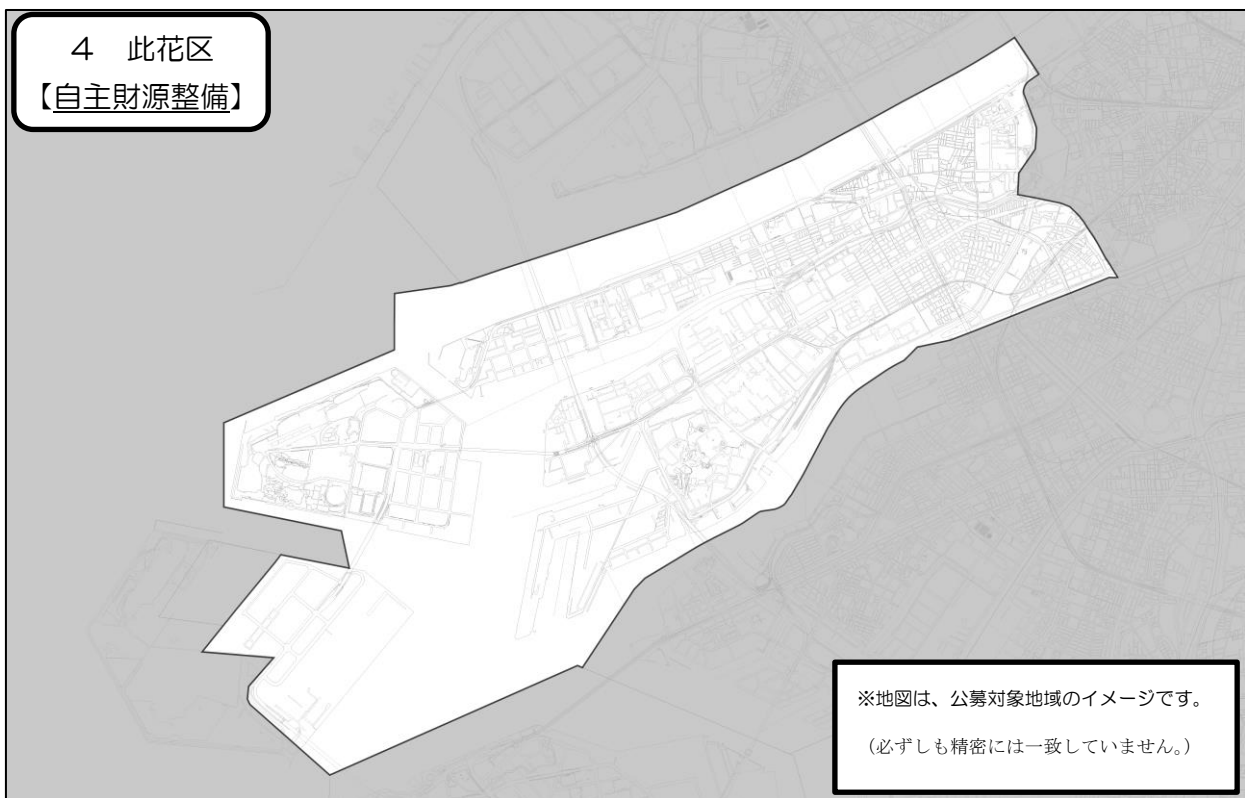 ４　此花区
【自主財源整備】
※地図は、公募対象地域のイメージです。
（必ずしも精密には一致していません。）